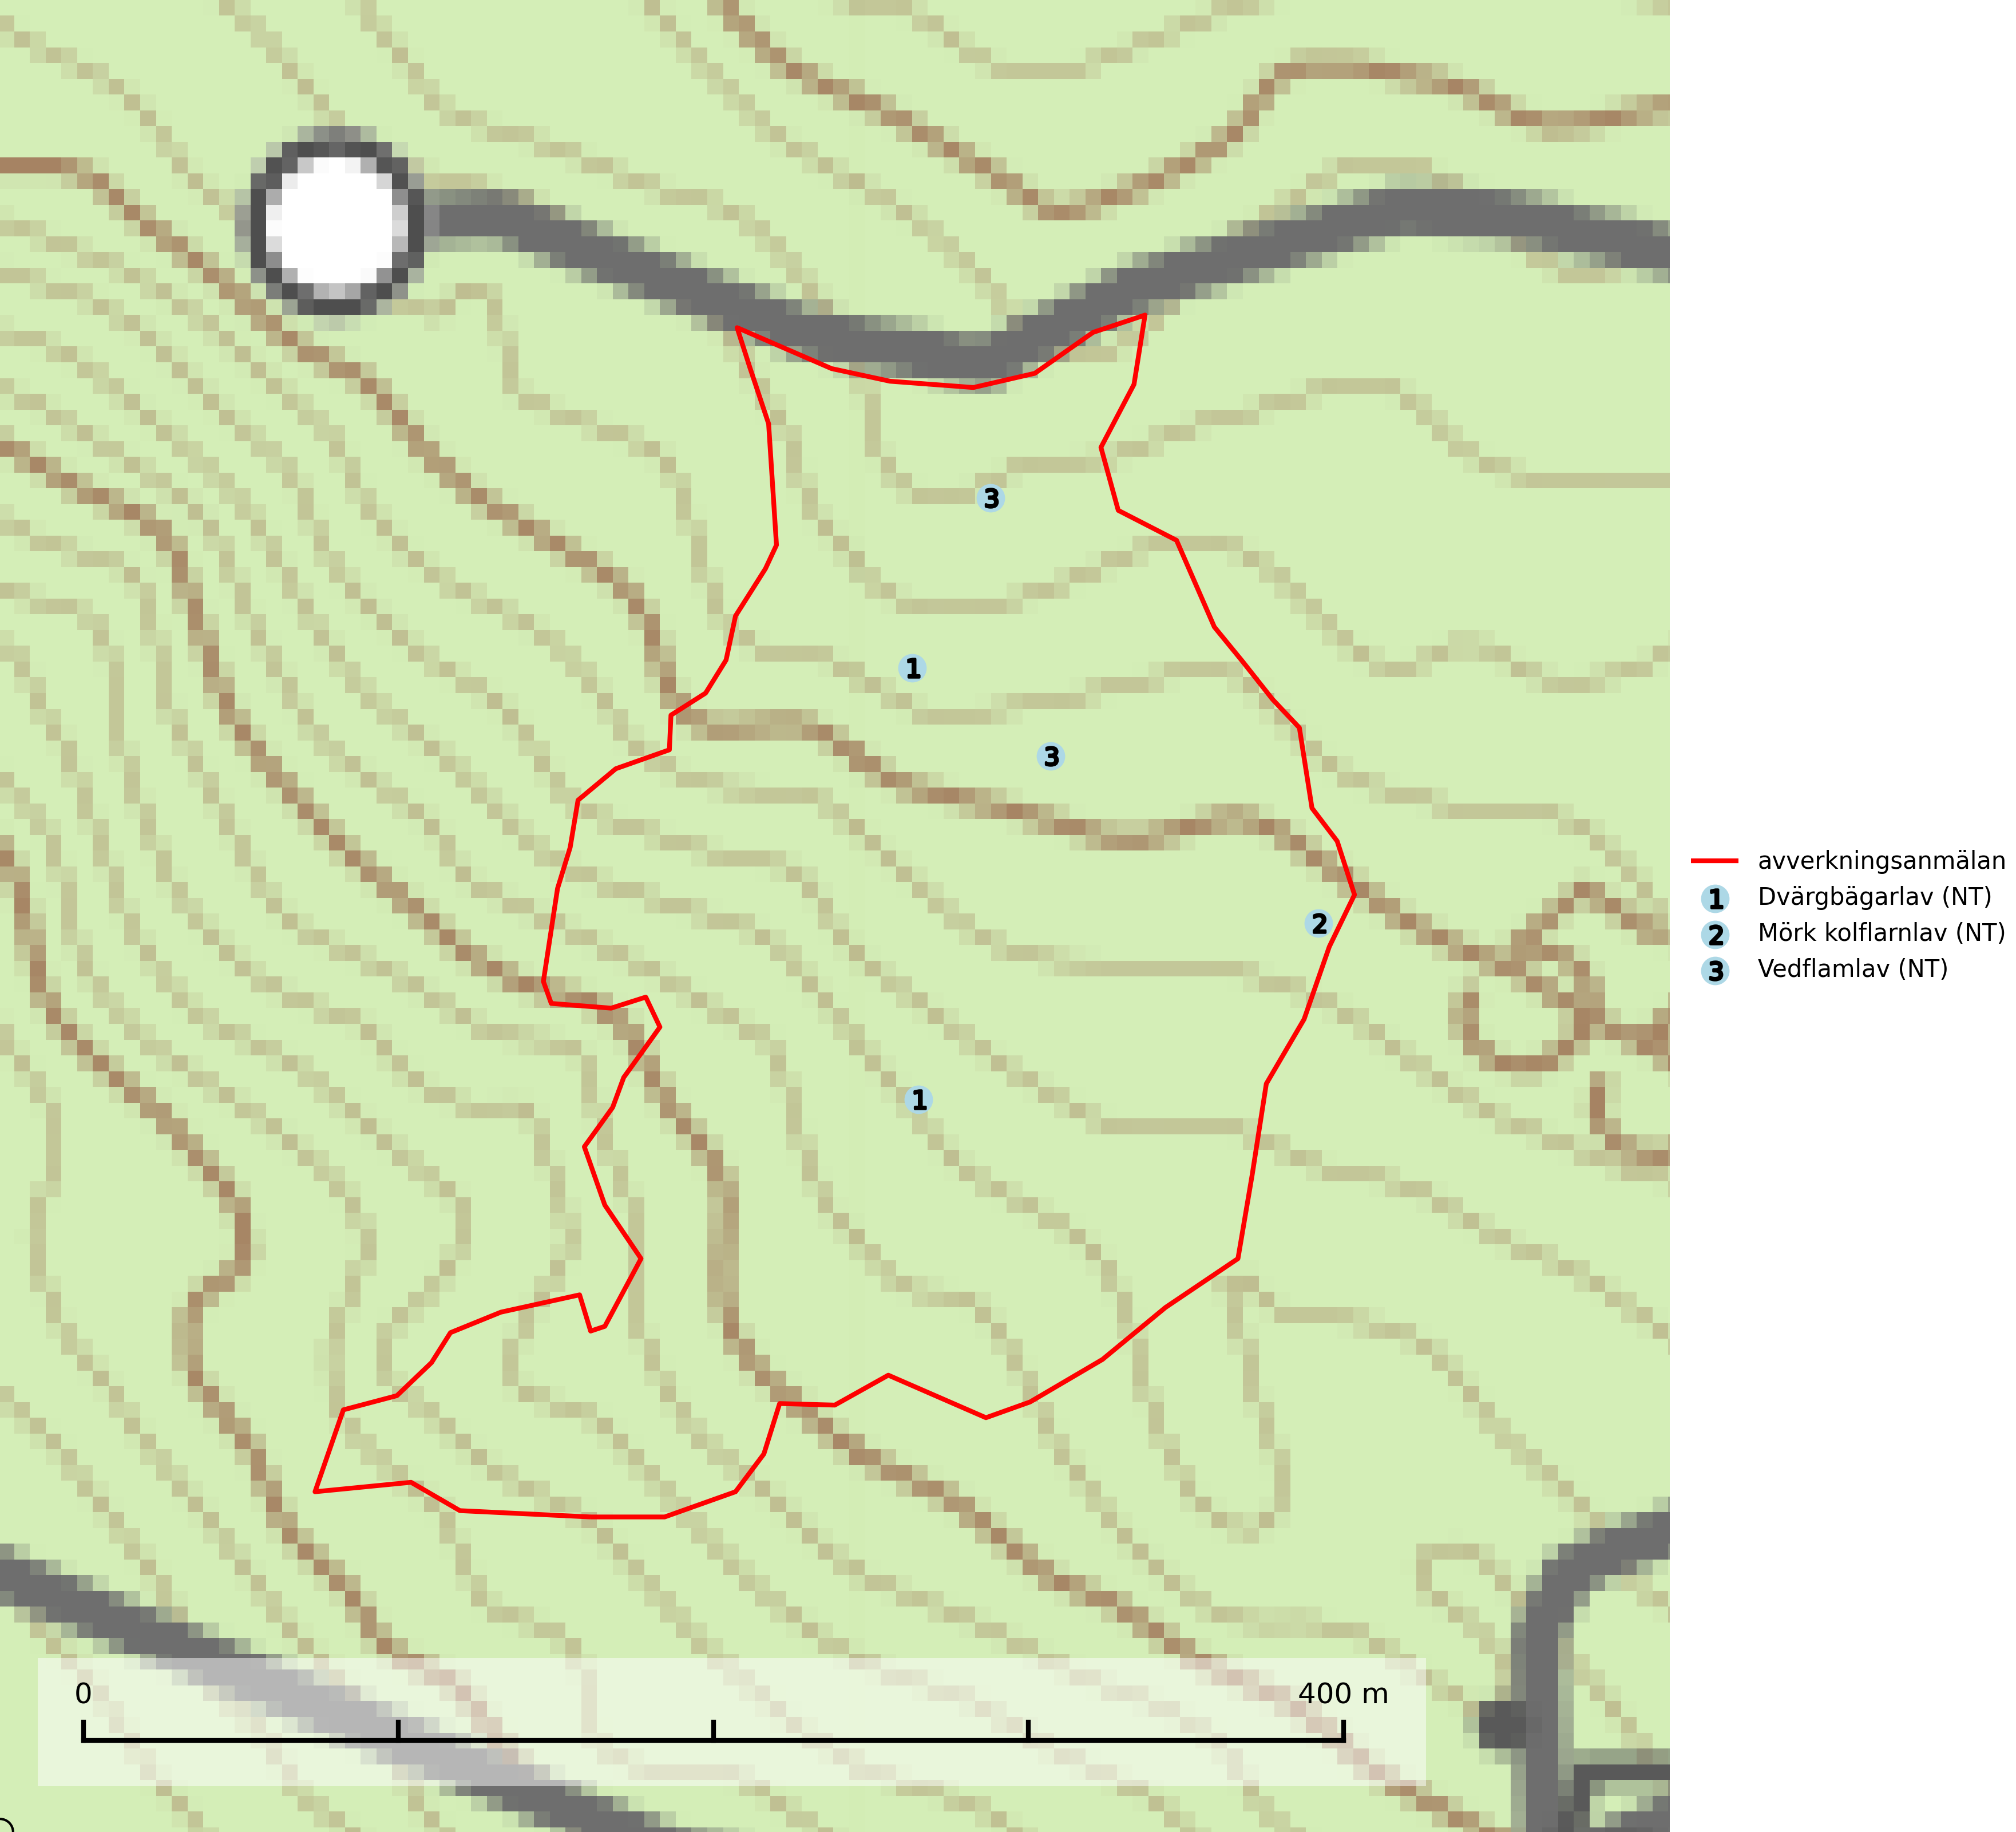 3
1
3
2
1
avverkningsanmälan
1 Dvärgbägarlav (NT)
2 Mörk kolflarnlav (NT)
3 Vedflamlav (NT)
0 400 m